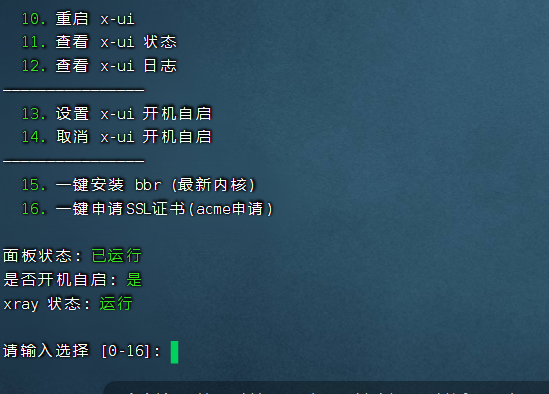 10. 重启 x-ui
11. 查看 x-ui 状态
12. 查看 x-ui 日志
————————————————
13. 设置 x-ui 开机自启
14. 取消 x-ui 开机自启
————————————————
15. 一键安装 bbr (最新内核)
16. 一键申请SSL证书(acme申请)
面板状态: 已运行
是否开机自启: 是
xray 状态: 运行
请输入选择 [0-16]: